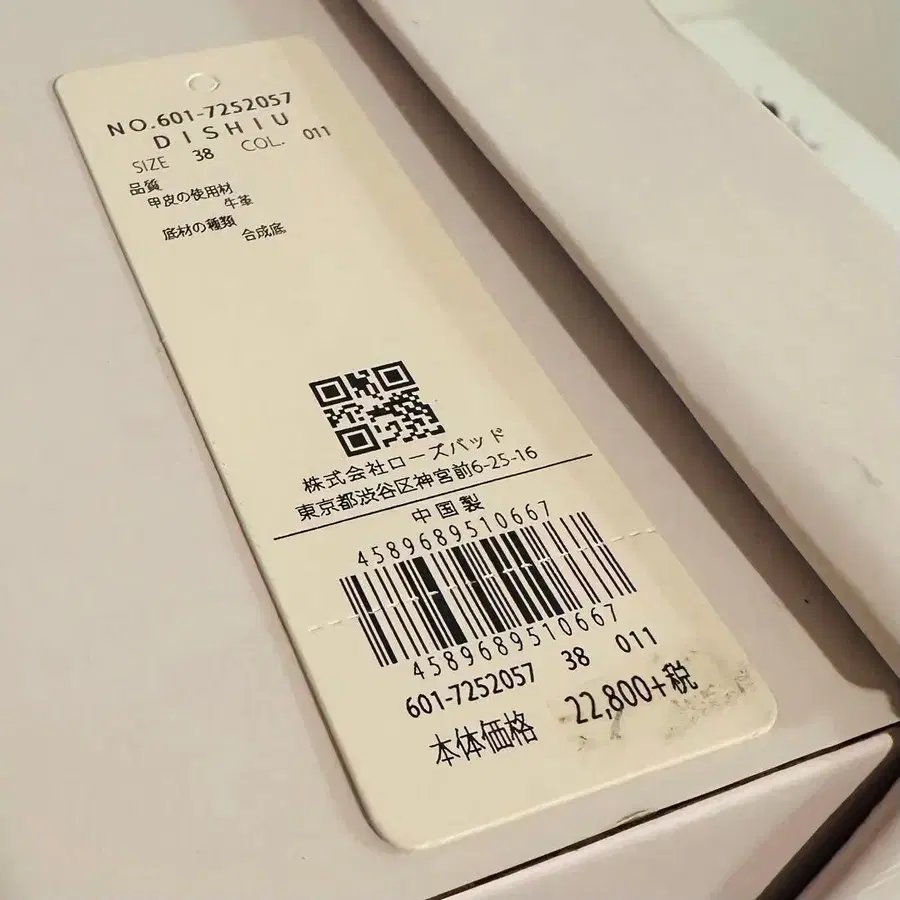 NO.601-7252057
DISHIU
SIZE 38 COL. 011
品質
甲皮の使用材
牛革
底材の種類
合成底
株式会社ローズバッド
東京都渋谷区神宮前6-25-16
中国製
4589689510667
4589689510667
601-7252057 38 011
本体価格 22,800+税